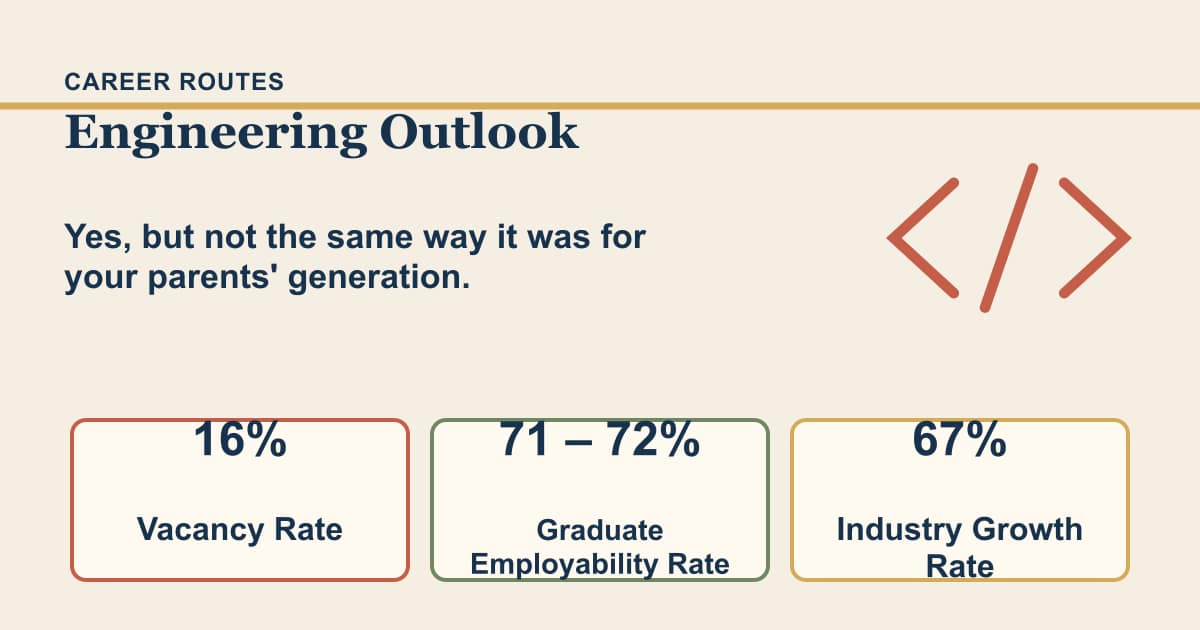 CAREER ROUTES
Engineering Outlook
Yes, but not the same way it was for
your parents' generation.
16%
Vacancy Rate
71 – 72%
Graduate
Employability Rate
67%
Industry Growth
Rate